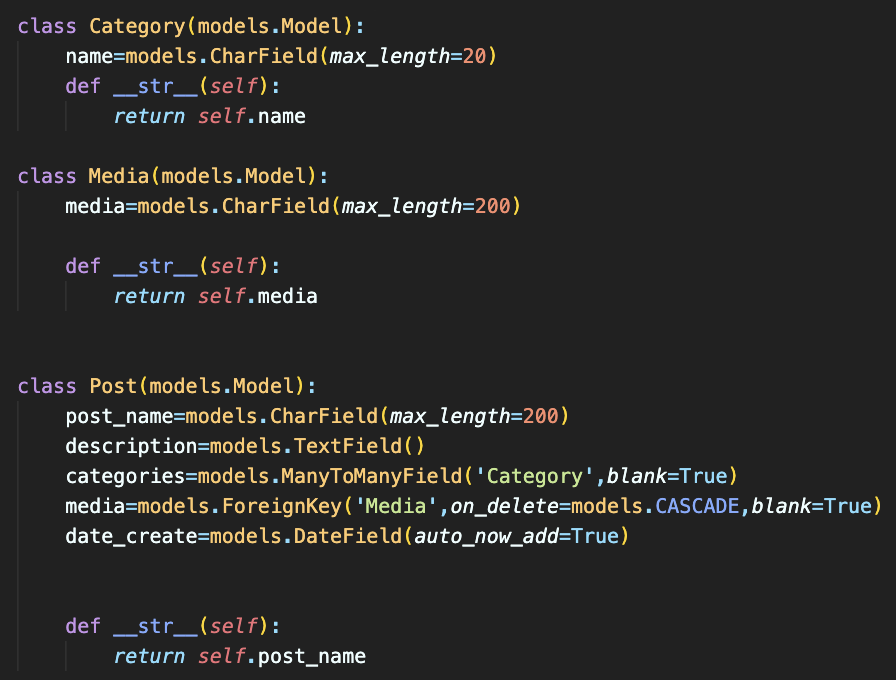 class Category(models.Model):
    name=models.CharField(max_length=20)
    def __str__(self):
        return self.name
class Media(models.Model):
    media=models.CharField(max_length=200)
    def __str__(self):
        return self.media
class Post(models.Model):
    post_name=models.CharField(max_length=200)
    description=models.TextField()
    categories=models.ManyToManyField('Category',blank=True)
    media=models.ForeignKey('Media',on_delete=models.CASCADE,blank=True)
    date_create=models.DateField(auto_now_add=True)
    def __str__(self):
        return self.post_name